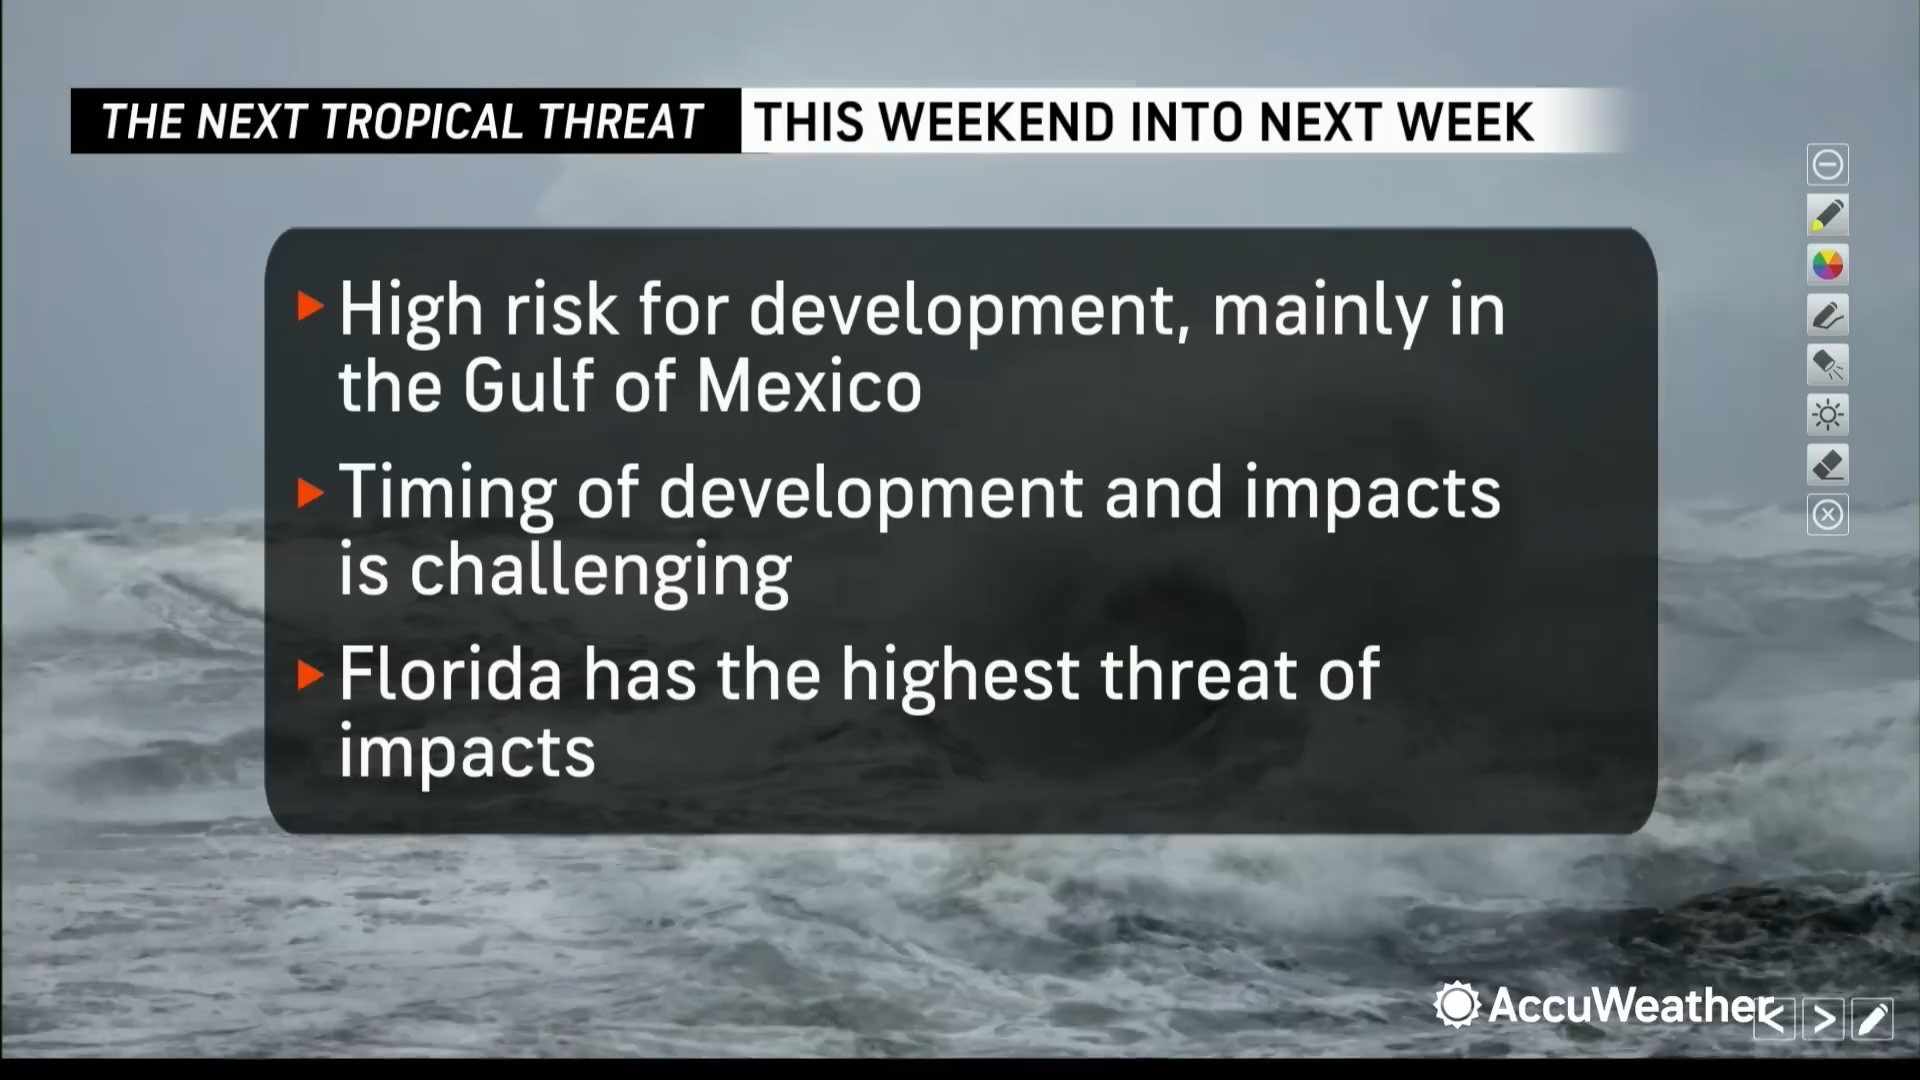 THE NEXT TROPICAL THREAT THIS WEEKEND INTO NEXT WEEK
High risk for development, mainly in
the Gulf of Mexico
Timing of development and impacts
is challenging
Florida has the highest threat of
impacts
AccuWeather